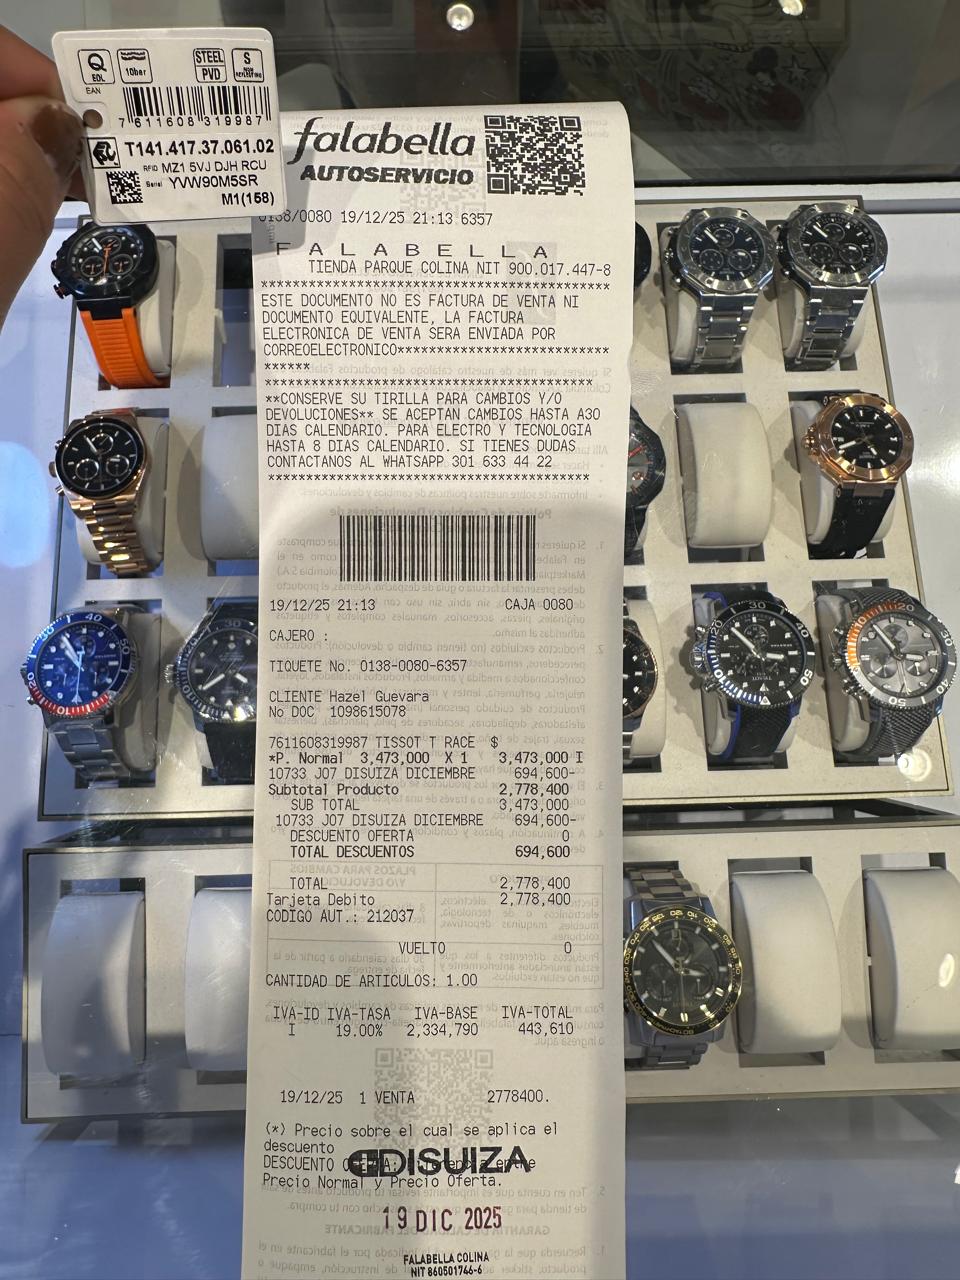 Q
EDL
10bar
STEEL
PVD
S
NON
REFLECTING
EAN
7 611608 319987
T141.417.37.061.02
RFID MZ1 5VJ DJH RCU
Serial YVW90M5SR
M1(158)
falabella
AUTOSERVICIO
0138/0080 19/12/25 21:13 6357
F A L A B E L L A
TIENDA PARQUE COLINA NIT 900.017.447-8
ESTE DOCUMENTO NO ES FACTURA DE VENTA NI
DOCUMENTO EQUIVALENTE, LA FACTURA
ELECTRONICA DE VENTA SERA ENVIADA POR
CORREOELECTRONICO***************************
******
**CONSERVE SU TIRILLA PARA CAMBIOS Y/O
DEVOLUCIONES** SE ACEPTAN CAMBIOS HASTA A30
DIAS CALENDARIO. PARA ELECTRO Y TECNOLOGIA
HASTA 8 DIAS CALENDARIO. SI TIENES DUDAS
CONTACTANOS AL WHATSAPP 301 633 44 22
19/12/25 21:13 CAJA 0080
CAJERO :
TIQUETE No. 0138-0080-6357
CLIENTE Hazel Guevara
No DOC: 1098615078
7611608319987 TISSOT T RACE $
*P. Normal 3,473,000 X 1 3,473,000 I
10733 J07 DISUIZA DICIEMBRE 694,600-
Subtotal Producto 2,778,400
SUB TOTAL 3,473,000
10733 J07 DISUIZA DICIEMBRE 694,600-
DESCUENTO OFERTA 0
TOTAL DESCUENTOS 694,600
TOTAL 2,778,400
Tarjeta Debito 2,778,400
CODIGO AUT.: 212037
VUELTO 0
CANTIDAD DE ARTICULOS: 1.00
IVA-ID IVA-TASA IVA-BASE IVA-TOTAL
I 19.00% 2,334,790 443,610
19/12/25 1 VENTA 2778400.
(*) Precio sobre el cual se aplica el
descuento
DESCUENTO OFERTA: Diferencia entre
Precio Normal y Precio Oferta.
DISUIZA
19 DIC 2025
FALABELLA COLINA
NIT 860501746-6